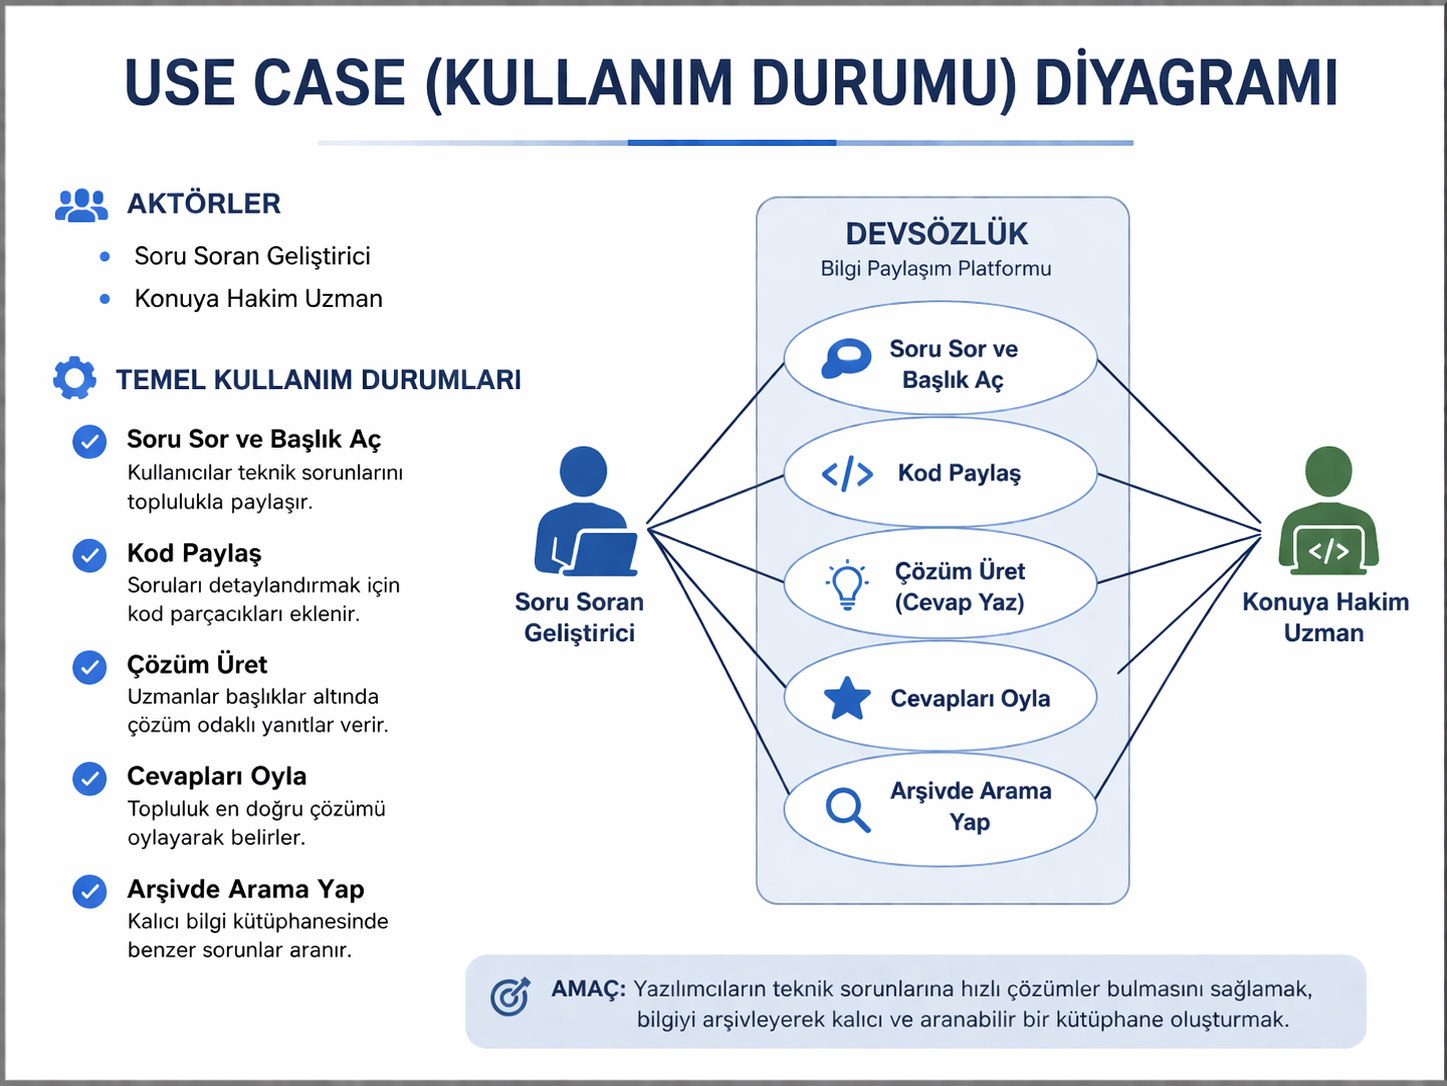 USE CASE (KULLANIM DURUMU) DİYAGRAMI
AKTÖRLER
• Soru Soran Geliştirici
• Konuya Hakim Uzman
TEMEL KULLANIM DURUMLARI
Soru Sor ve Başlık Aç
Kullanıcılar teknik sorunlarını
toplulukla paylaşır.
Kod Paylaş
Soruları detaylandırmak için
kod parçacıkları eklenir.
Çözüm Üret
Uzmanlar başlıklar altında
çözüm odaklı yanıtlar verir.
Cevapları Oyla
Topluluk en doğru çözümü
oylayarak belirler.
Arşivde Arama Yap
Kalıcı bilgi kütüphanesinde
benzer sorunlar aranır.
Soru Soran
Geliştirici
DEVSÖZLÜK
Bilgi Paylaşım Platformu
Soru Sor ve
Başlık Aç
</> Kod Paylaş
Çözüm Üret
(Cevap Yaz)
Cevapları Oyla
Arşivde Arama
Yap
</>
Konuya Hakim
Uzman
AMAÇ: Yazılımcıların teknik sorunlarına hızlı çözümler bulmasını sağlamak,
bilgiyi arşivleyerek kalıcı ve aranabilir bir kütüphane oluşturmak.